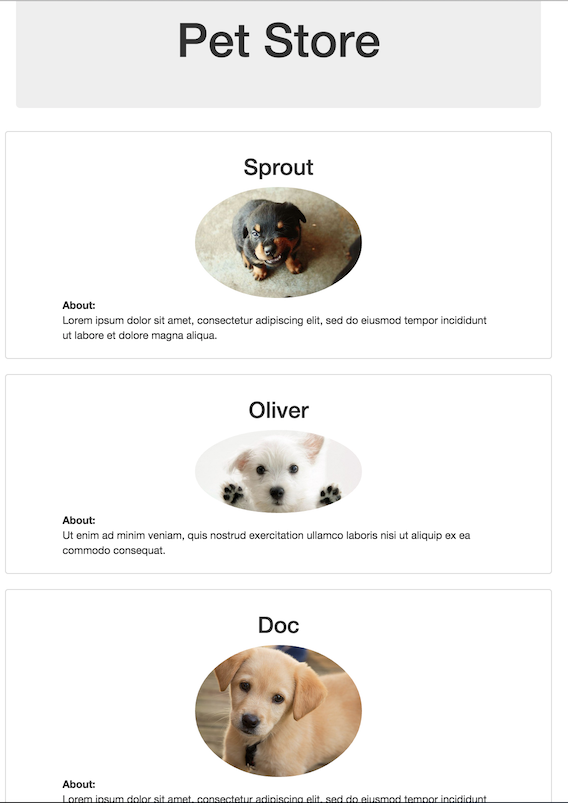 Pet Store
Sprout
About:
Lorem ipsum dolor sit amet, consectetur adipiscing elit, sed do eiusmod tempor incididunt
ut labore et dolore magna aliqua.
Oliver
About:
Ut enim ad minim veniam, quis nostrud exercitation ullamco laboris nisi ut aliquip ex ea
commodo consequat.
Doc
About:
Lorem ipsum dolor sit amet, consectetur adipiscing elit, sed do eiusmod tempor incididunt